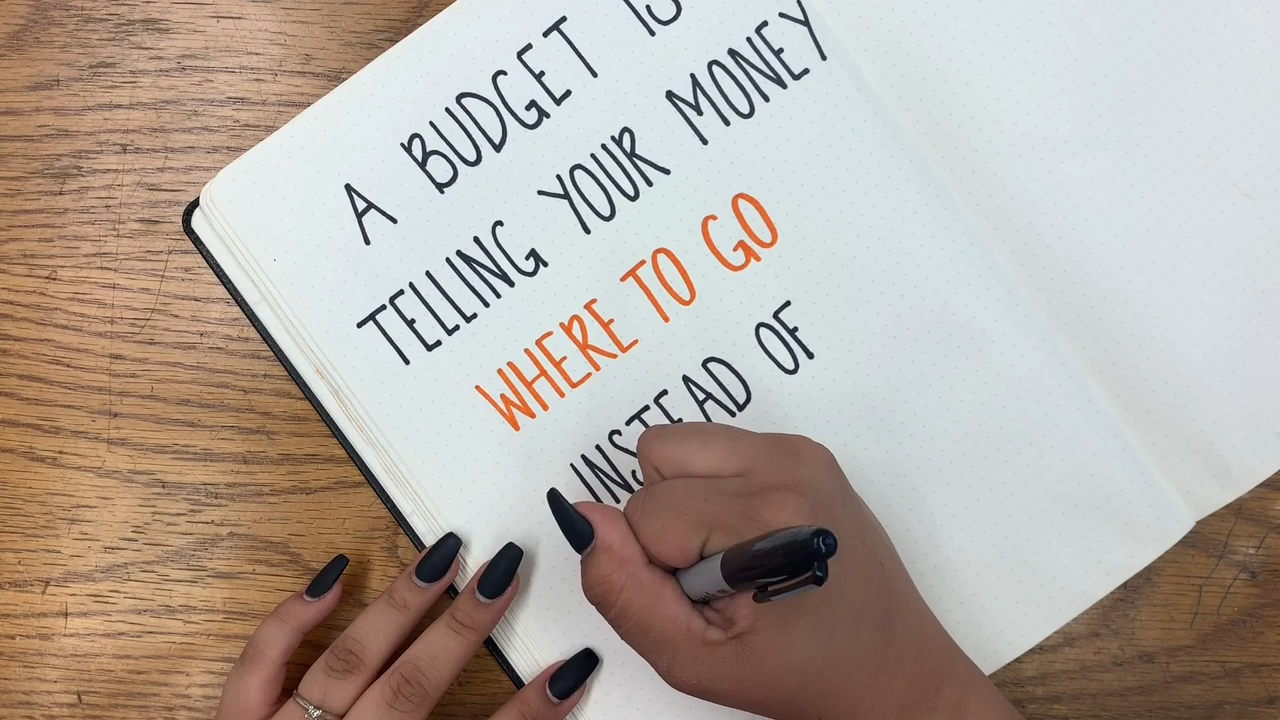 A BUDGET IS
TELLING YOUR MONEY
WHERE TO GO
INSTEAD OF